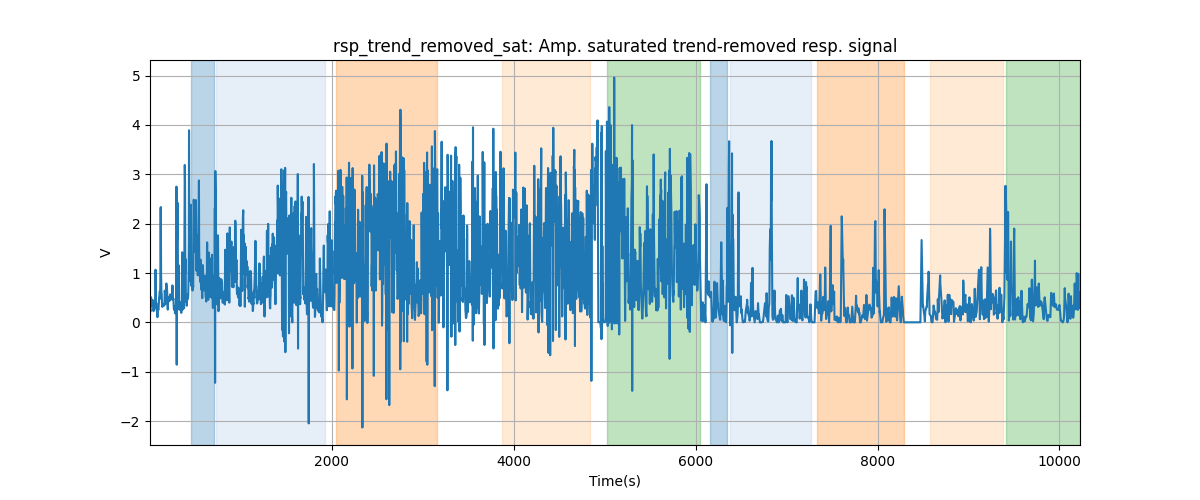 rsp_trend_removed_sat: Amp. saturated trend-removed resp. signal
5
4
3
2
1
0
−1
−2
V
2000 4000 6000 8000 10000
Time(s)